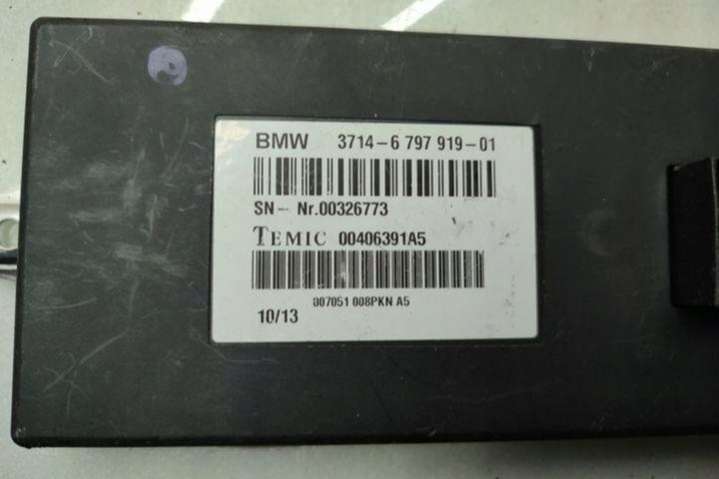 BMW 3714-6 797 919-01
SN- Nr.00326773
TEMIC 00406391A5
007051 008PKN A5
10/13